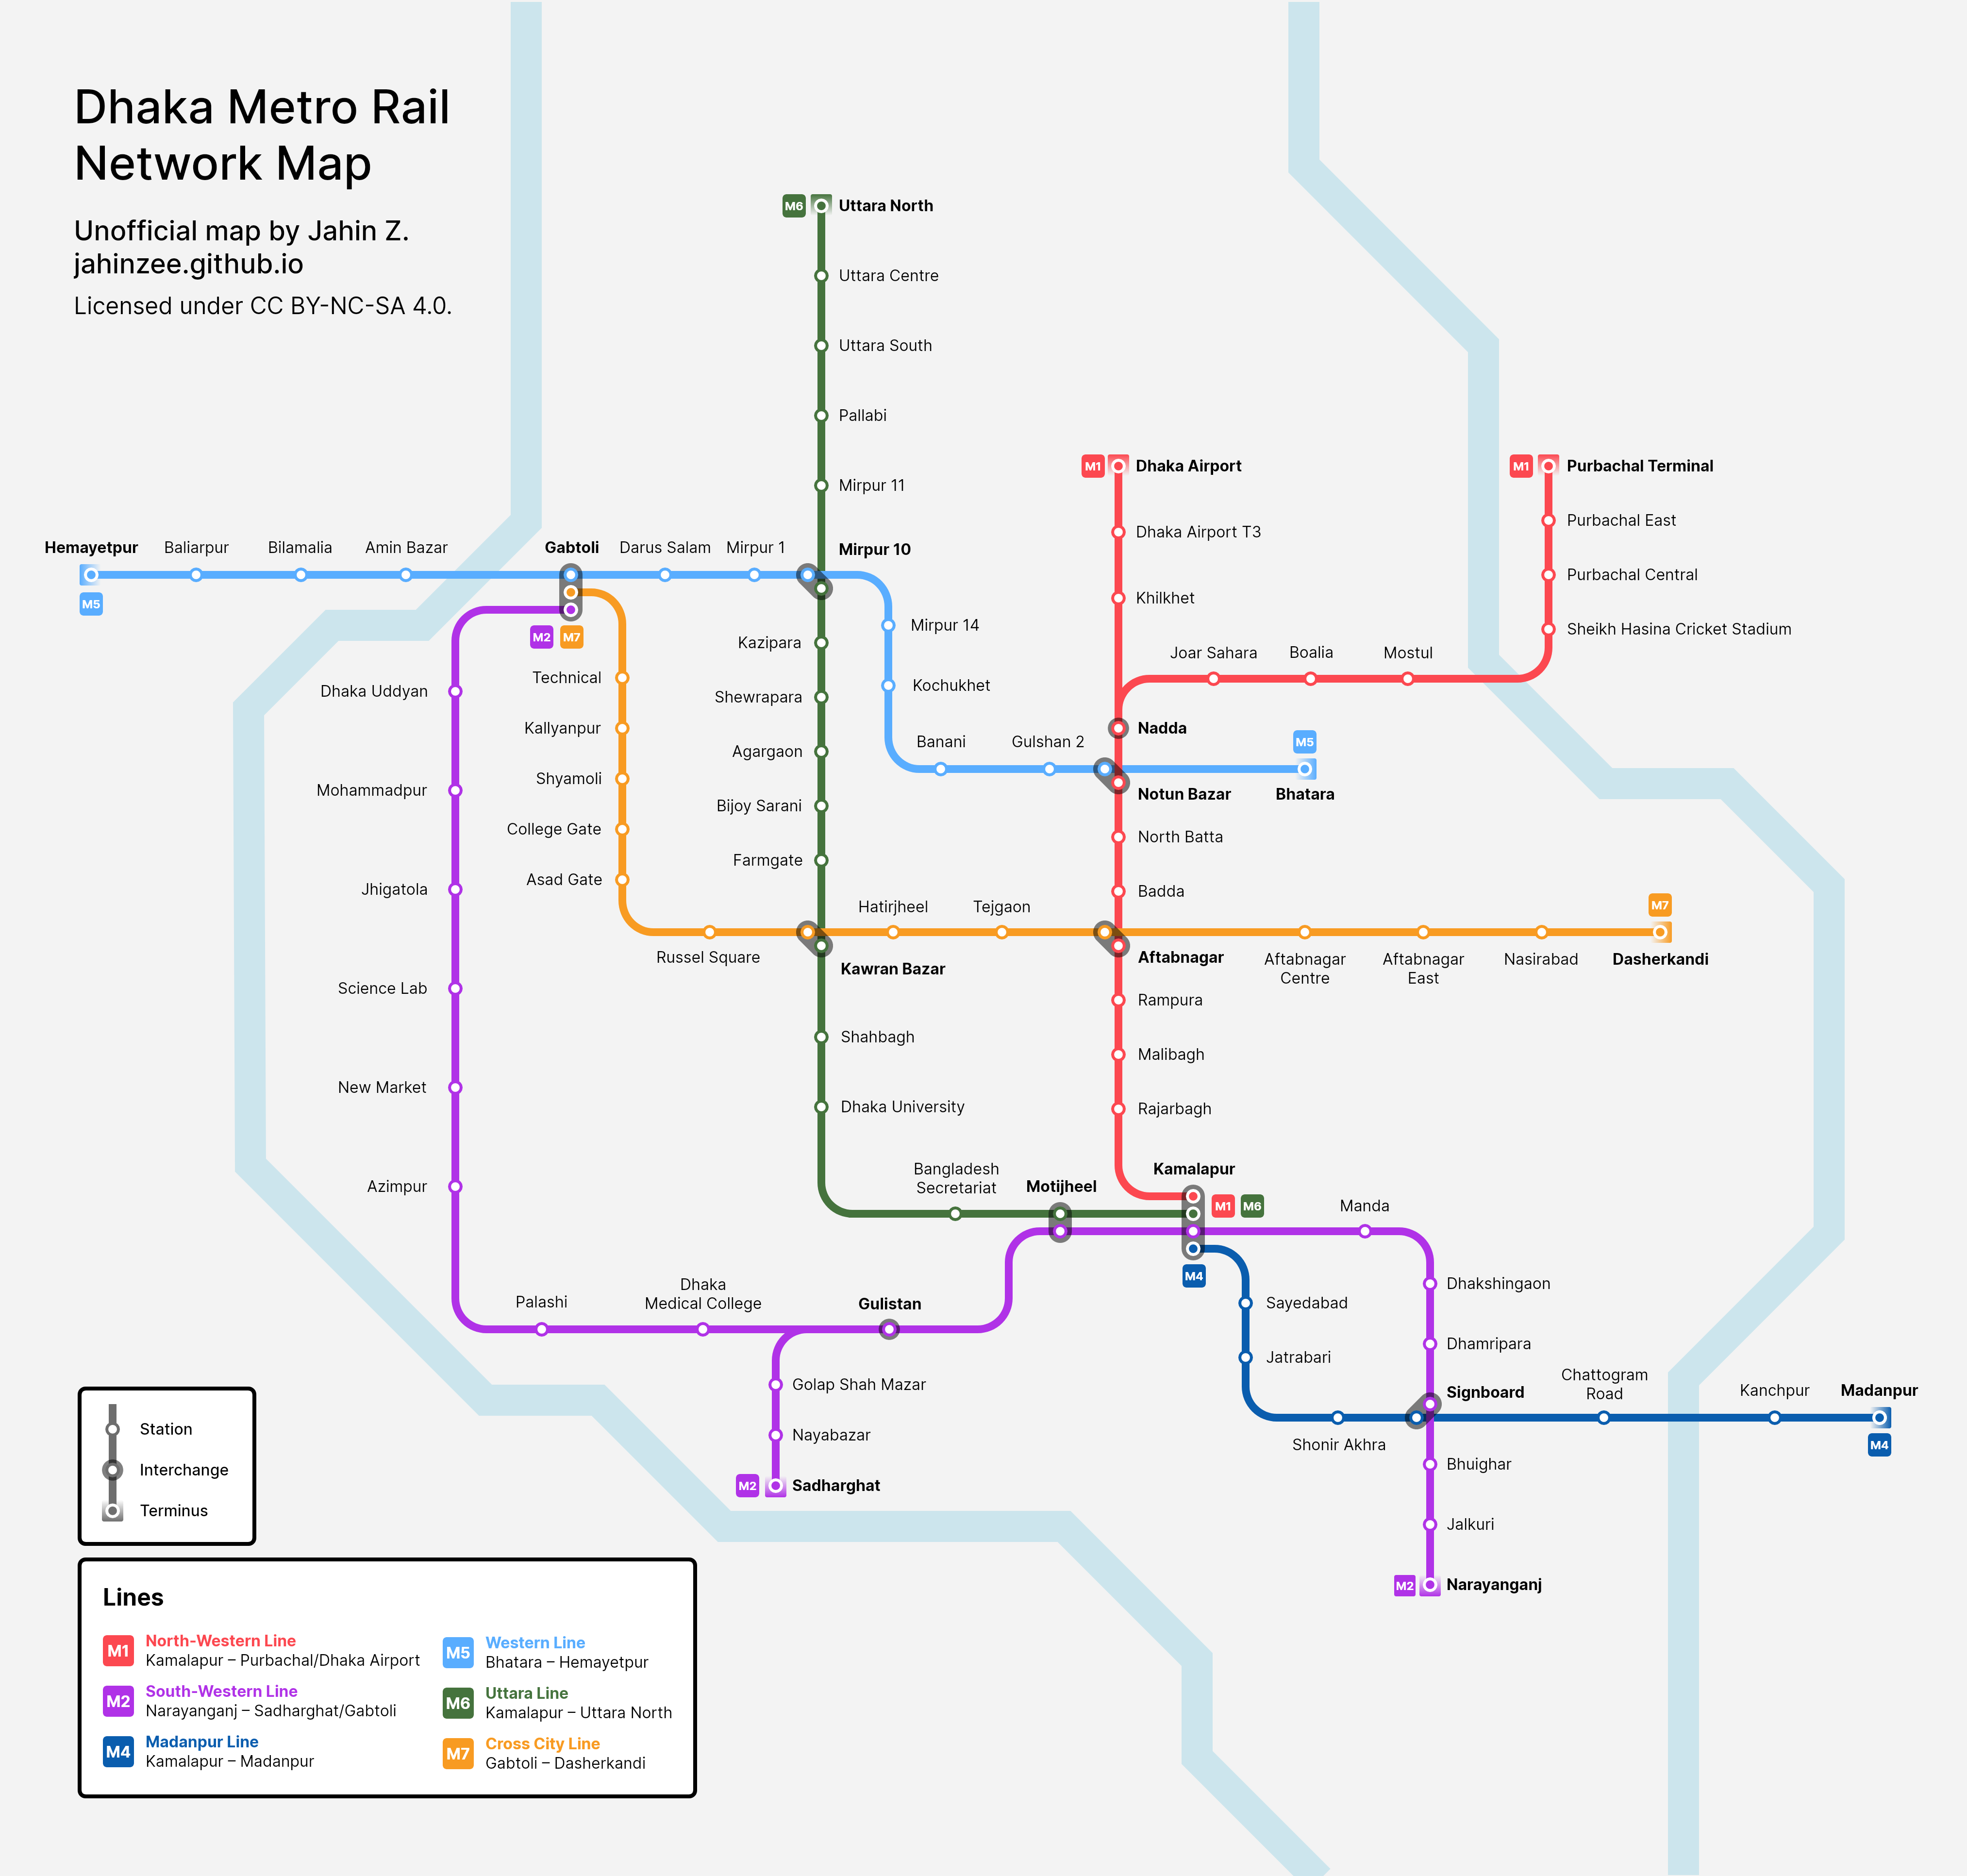 Dhaka Metro Rail
Network Map
Unofficial map by Jahin Z.
jahinzee.github.io
Licensed under CC BY-NC-SA 4.0.
M6
Uttara North
Uttara Centre
Uttara South
Pallabi
Mirpur 11
M1
Dhaka Airport
M1
Purbachal Terminal
Dhaka Airport T3
Purbachal East
Hemayetpur
Baliarpur
Bilamalia
Amin Bazar
Gabtoli
Darus Salam
Mirpur 1
Mirpur 10
Purbachal Central
M5
Khilkhet
Mirpur 14
Sheikh Hasina Cricket Stadium
M2
M7
Kazipara
Joar Sahara
Boalia
Mostul
Technical
Kochukhet
Dhaka Uddyan
Shewrapara
Kallyanpur
Nadda
Agargaon
Banani
Gulshan 2
M5
Shyamoli
Mohammadpur
Notun Bazar
Bhatara
Bijoy Sarani
College Gate
North Batta
Farmgate
Asad Gate
Jhigatola
Badda
Hatirjheel
Tejgaon
M7
Russel Square
Kawran Bazar
Aftabnagar
Aftabnagar
Centre
Aftabnagar
East
Nasirabad
Dasherkandi
Science Lab
Rampura
Shahbagh
Malibagh
New Market
Dhaka University
Rajarbagh
Azimpur
Bangladesh
Secretariat
Motijheel
Kamalapur
M1
M6
Manda
M4
Dhakshingaon
Palashi
Dhaka
Medical College
Gulistan
Sayedabad
Dhamripara
Jatrabari
Golap Shah Mazar
Signboard
Chattogram
Road
Kanchpur
Madanpur
Nayabazar
Shonir Akhra
M4
Bhuighar
M2
Sadharghat
Jalkuri
M2
Narayanganj
Station
Interchange
Terminus
Lines
M1
North-Western Line
Kamalapur – Purbachal/Dhaka Airport
M2
South-Western Line
Narayanganj – Sadharghat/Gabtoli
M4
Madanpur Line
Kamalapur – Madanpur
M5
Western Line
Bhatara – Hemayetpur
M6
Uttara Line
Kamalapur – Uttara North
M7
Cross City Line
Gabtoli – Dasherkandi